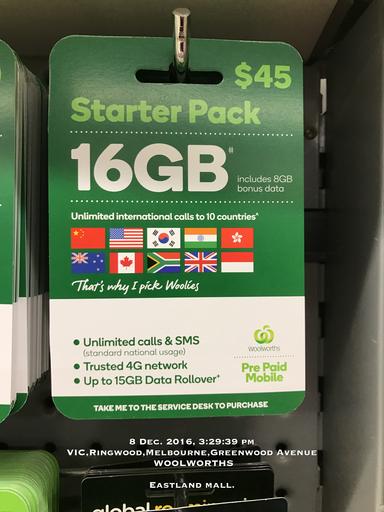 $45
Starter Pack
16GB
includes 8GB
bonus data
Unlimited international calls to 10 countries^
That's why I pick Woolies
• Unlimited calls & SMS
(standard national usage)
• Trusted 4G network
• Up to 15GB Data Rollover+
Woolworths
Pre Paid
Mobile
TAKE ME TO THE SERVICE DESK TO PURCHASE
8 Dec. 2016, 3:29:39 pm
VIC,Ringwood,Melbourne,Greenwood Avenue
WOOLWORTHS
Eastland mall.
global